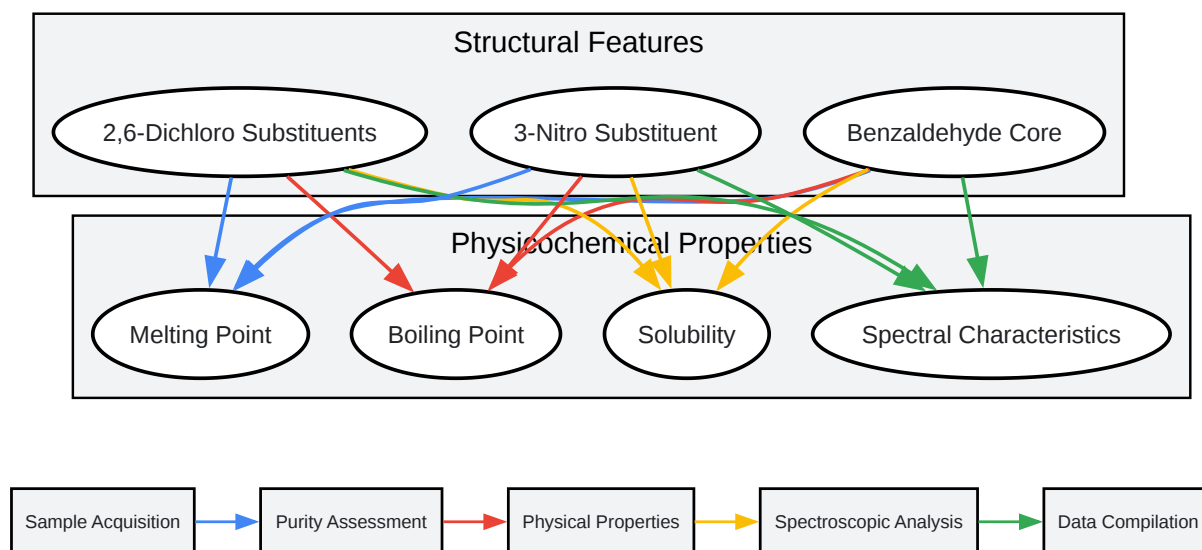 Structural Features
2,6-Dichloro Substituents
3-Nitro Substituent
Benzaldehyde Core
Physicochemical Properties
Melting Point
Boiling Point
Solubility
Spectral Characteristics
Sample Acquisition
Purity Assessment
Physical Properties
Spectroscopic Analysis
Data Compilation